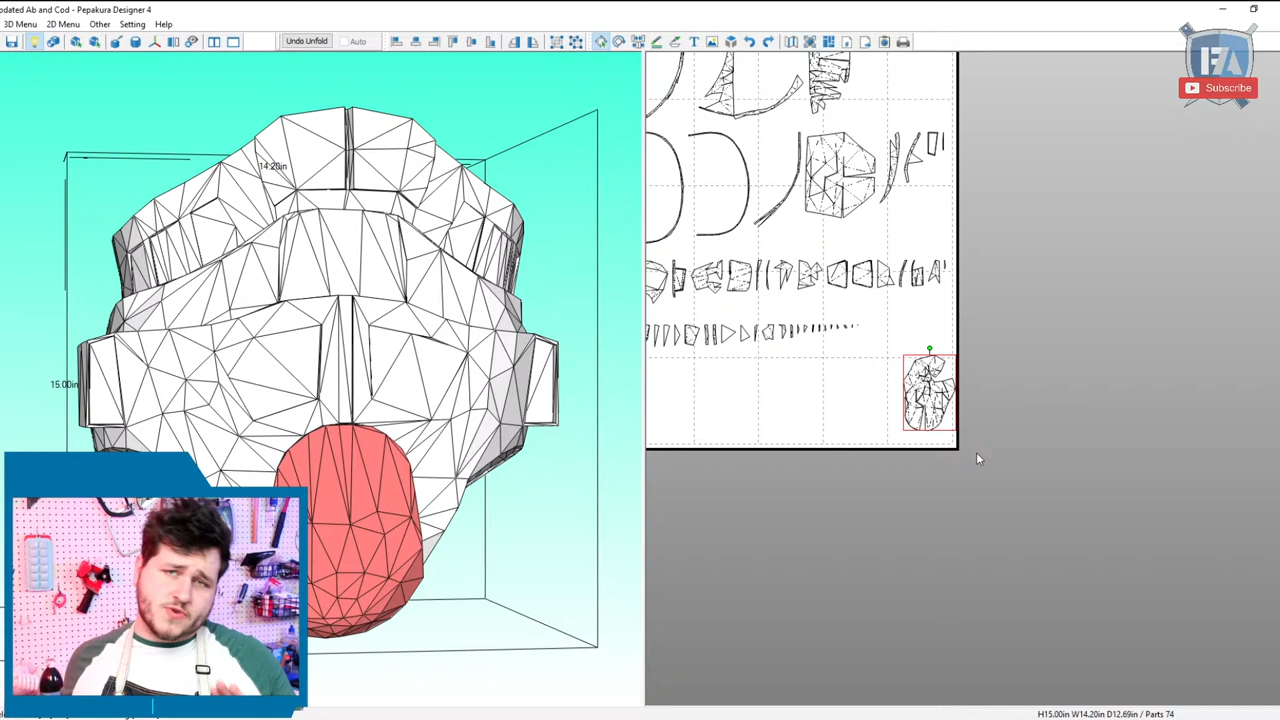 pdated Ab and Cod - Pepakura Designer 4
3D Menu 2D Menu Other Setting Help
Undo Unfold Auto
14.20in
15.00in
Subscribe
H15.00in W14.20in D12.69in / Parts 74